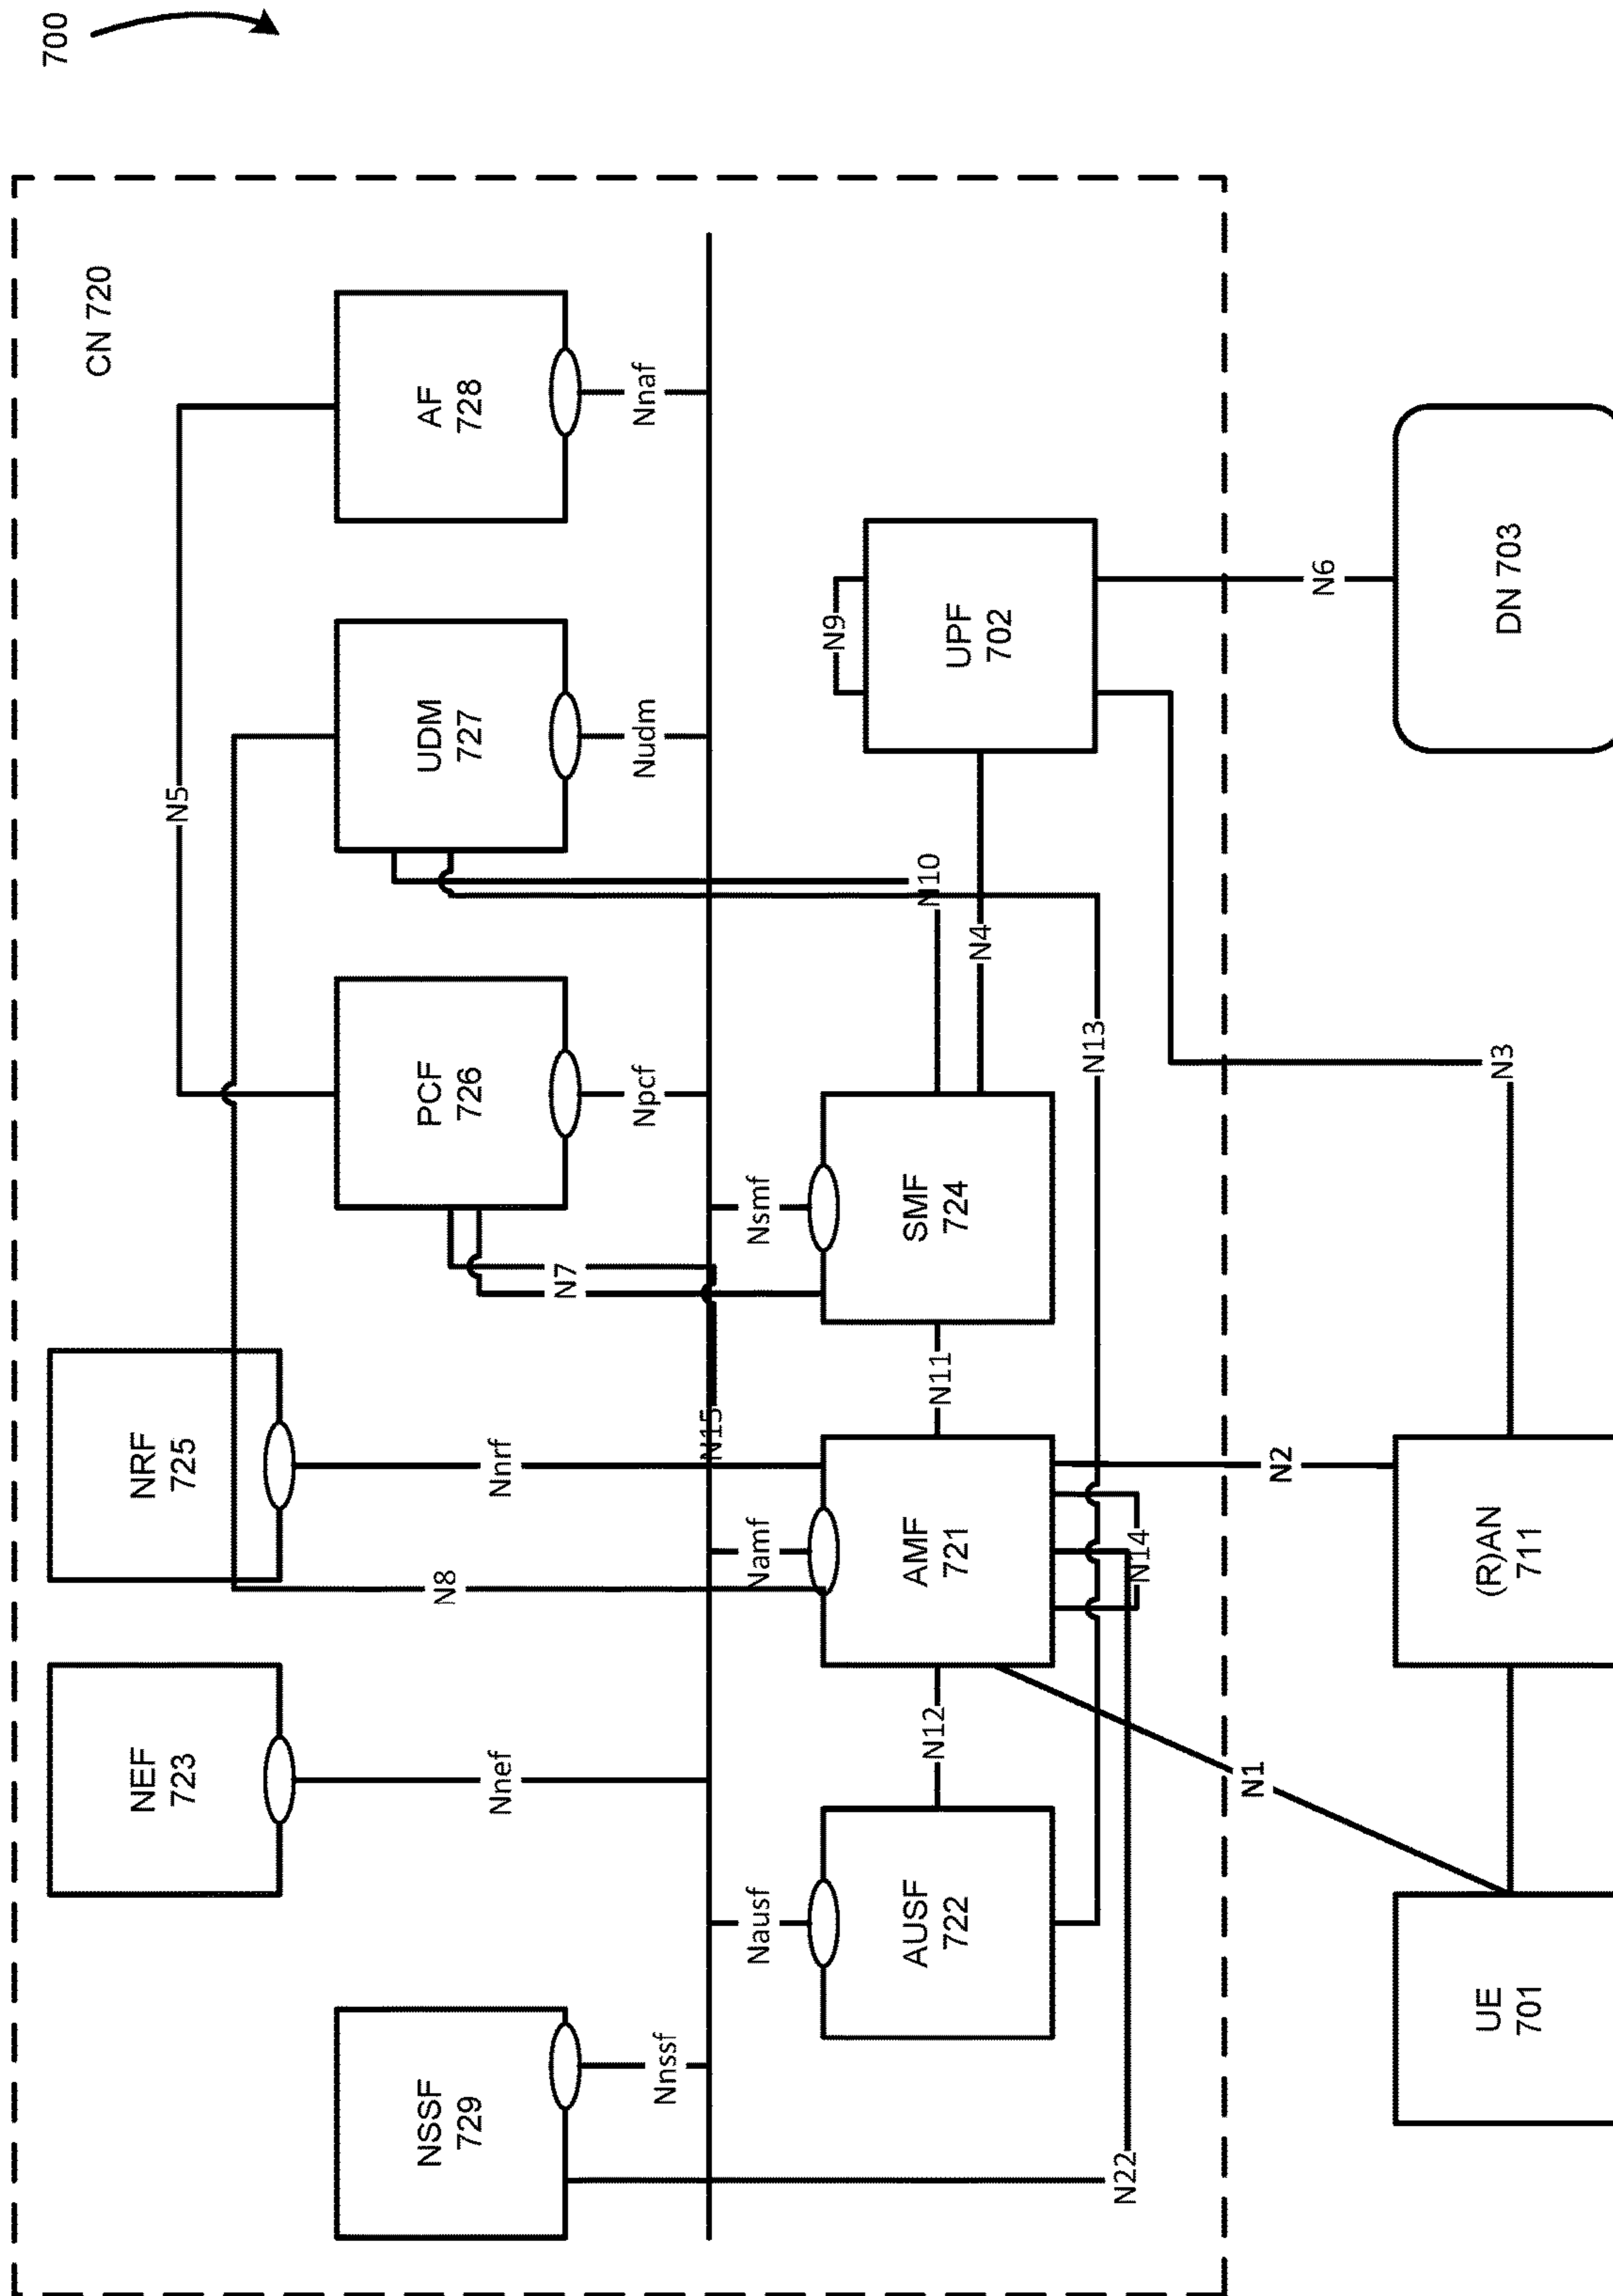 700
CN 720
NEF
723
NRF
725
N5
NSSF
729
PCF
726
UDM
727
AF
728
N8
Nnef
Nnrf
N7
Nnssf
Npcf
Nudm
Nnaf
N15
Nausf
Namf
Nsmf
N9
AUSF
722
N12
AMF
721
N11
SMF
724
N10
N4
UPF
702
N13
N22
N14
N1
N2
N6
N3
UE
701
(R)AN
711
DN 703